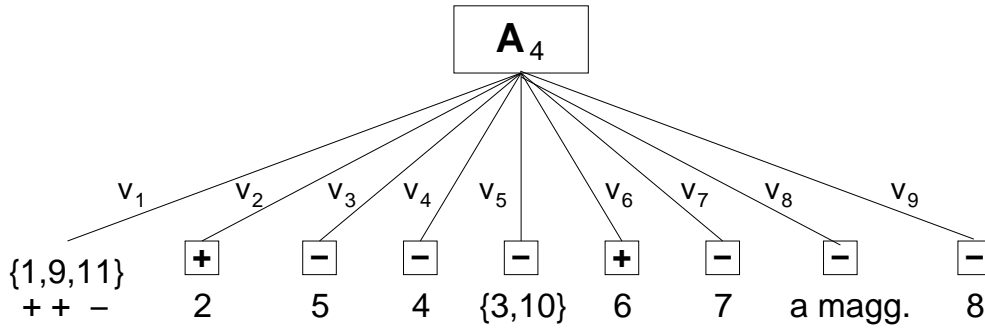 A4
v1 v2 v3 v4 v5 v6 v7 v8 v9
{1,9,11} + − − − + − − −
+ + − 2 5 4 {3,10} 6 7 a magg. 8